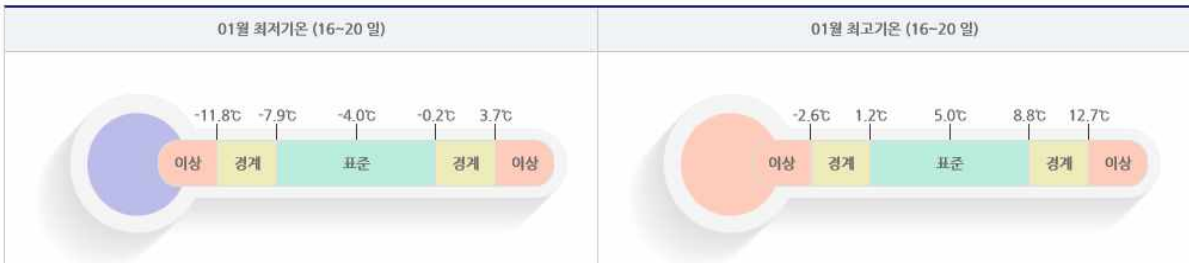 01월 최저기온 (16~20 일)
01월 최고기온 (16~20 일)
-11.8℃ -7.9℃ -4.0℃ -0.2℃ 3.7℃
이상 경계 표준 경계 이상
-2.6℃ 1.2℃ 5.0℃ 8.8℃ 12.7℃
이상 경계 표준 경계 이상